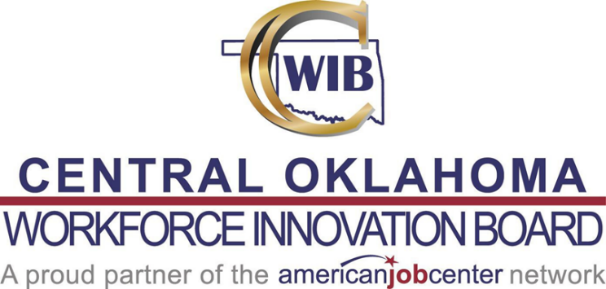 C WIB
CENTRAL OKLAHOMA
WORKFORCE INNOVATION BOARD
A proud partner of the americanjobcenter network